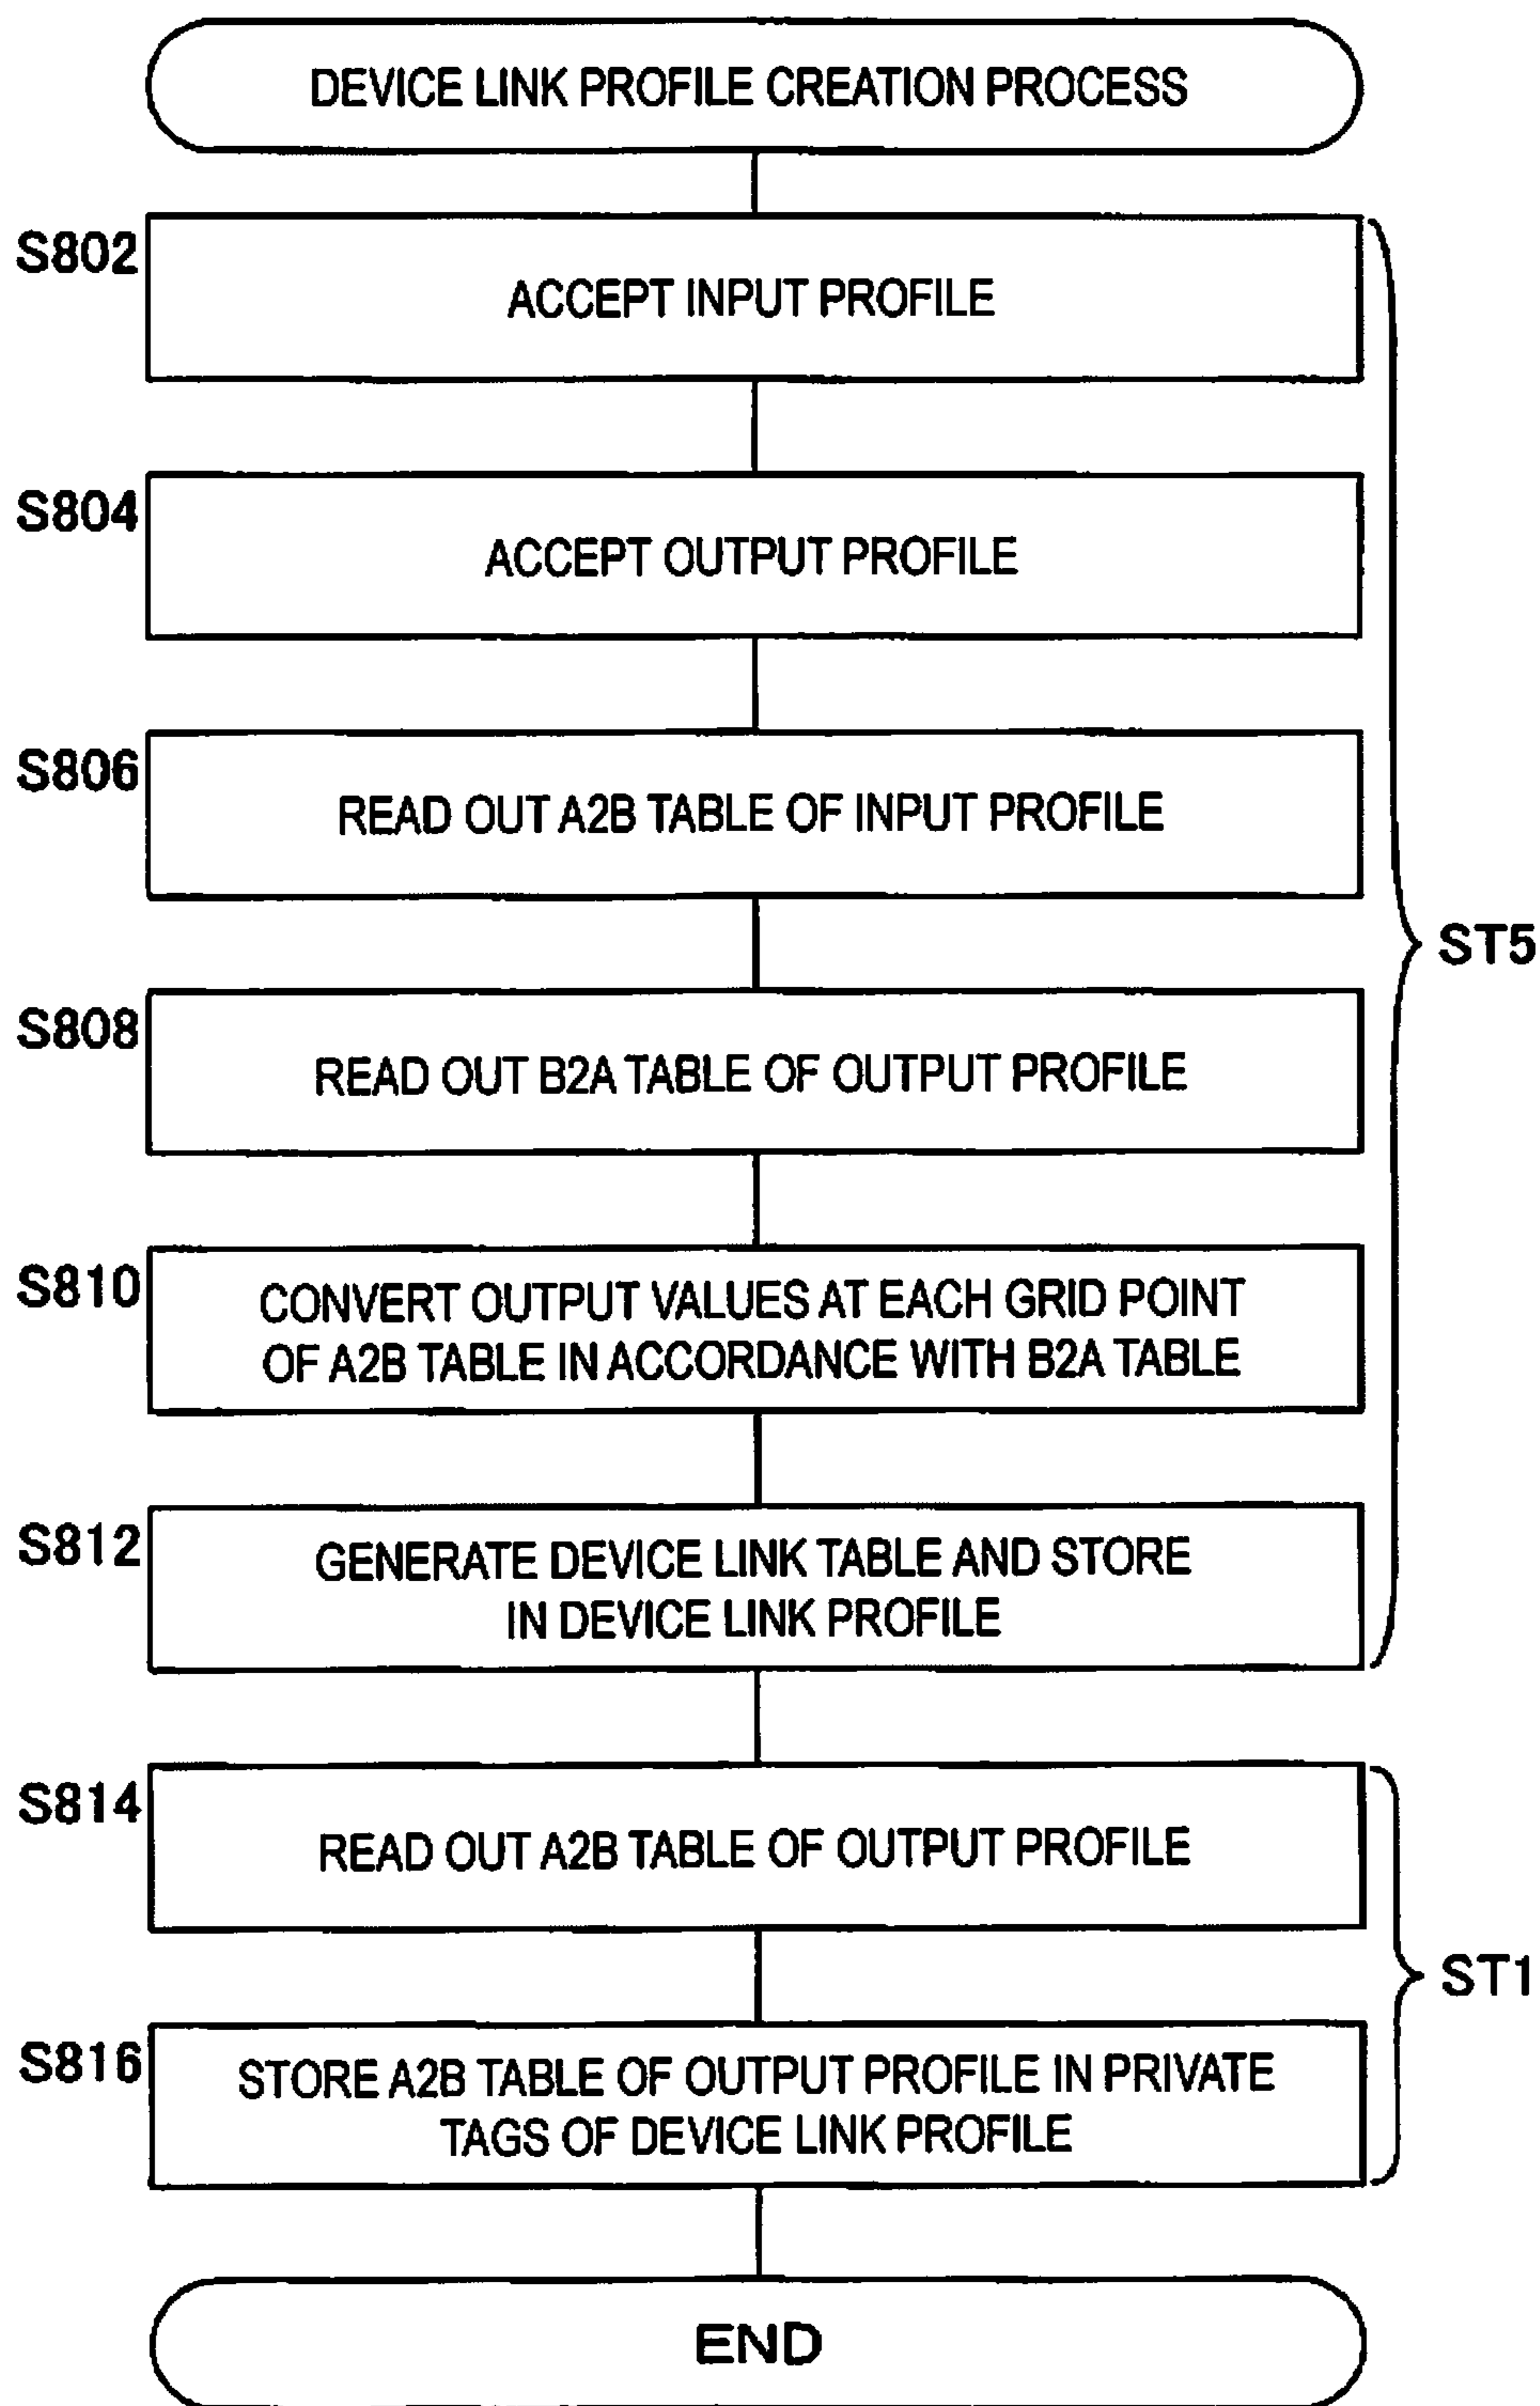 DEVICE LINK PROFILE CREATION PROCESS
S802
ACCEPT INPUT PROFILE
S804
ACCEPT OUTPUT PROFILE
S806
READ OUT A2B TABLE OF INPUT PROFILE
ST5
S808
READ OUT B2A TABLE OF OUTPUT PROFILE
S810
CONVERT OUTPUT VALUES AT EACH GRID POINT
OF A2B TABLE IN ACCORDANCE WITH B2A TABLE
S812
GENERATE DEVICE LINK TABLE AND STORE
IN DEVICE LINK PROFILE
S814
READ OUT A2B TABLE OF OUTPUT PROFILE
ST1
S816
STORE A2B TABLE OF OUTPUT PROFILE IN PRIVATE
TAGS OF DEVICE LINK PROFILE
END